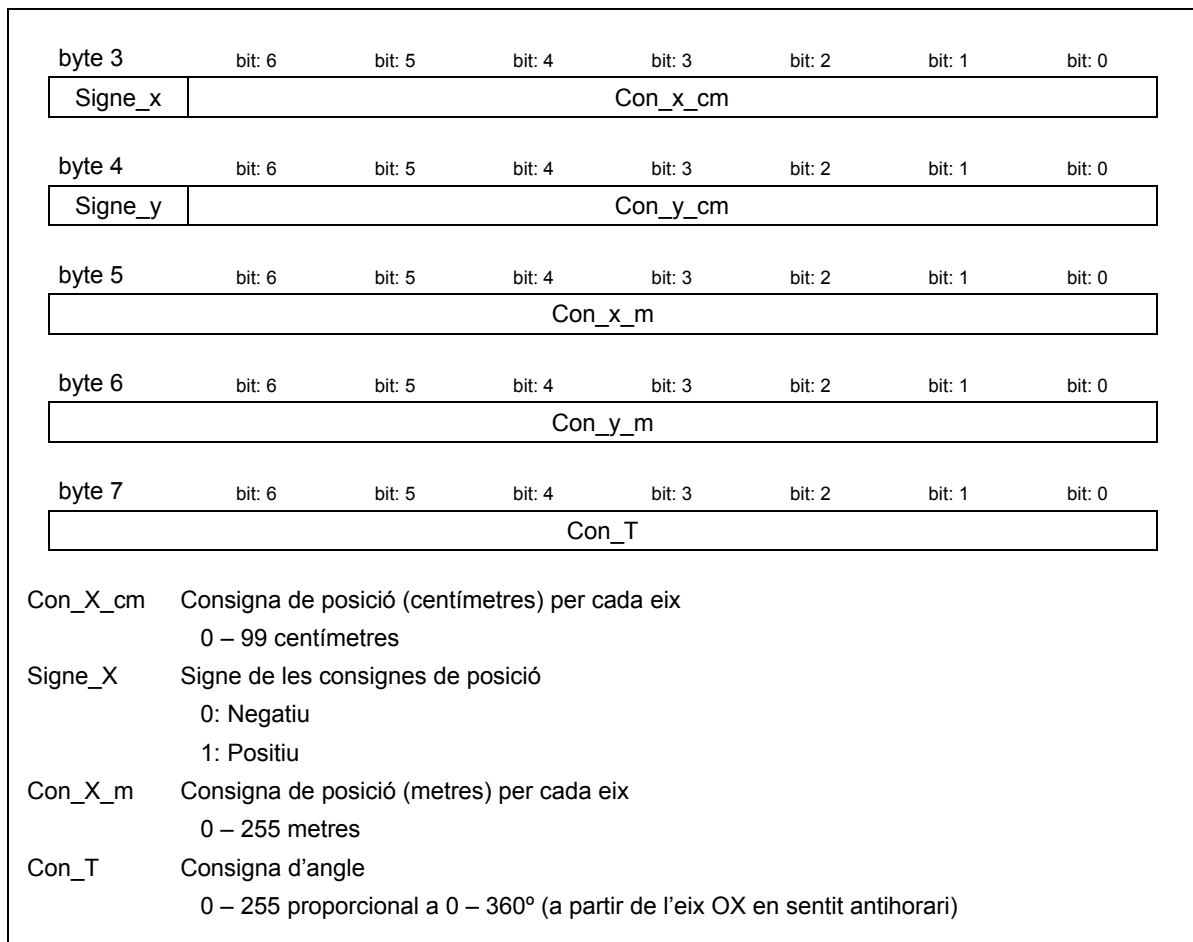 byte 3 bit: 6 bit: 5 bit: 4 bit: 3 bit: 2 bit: 1 bit: 0
Signe_x Con_x_cm
byte 4 bit: 6 bit: 5 bit: 4 bit: 3 bit: 2 bit: 1 bit: 0
Signe_y Con_y_cm
byte 5 bit: 6 bit: 5 bit: 4 bit: 3 bit: 2 bit: 1 bit: 0
Con_x_m
byte 6 bit: 6 bit: 5 bit: 4 bit: 3 bit: 2 bit: 1 bit: 0
Con_y_m
byte 7 bit: 6 bit: 5 bit: 4 bit: 3 bit: 2 bit: 1 bit: 0
Con_T
Con_X_cm Consigna de posició (centímetres) per cada eix
0 – 99 centímetres
Signe_X Signe de les consignes de posició
0: Negatiu
1: Positiu
Con_X_m Consigna de posició (metres) per cada eix
0 – 255 metres
Con_T Consigna d’angle
0 – 255 proporcional a 0 – 360º (a partir de l’eix OX en sentit antihorari)